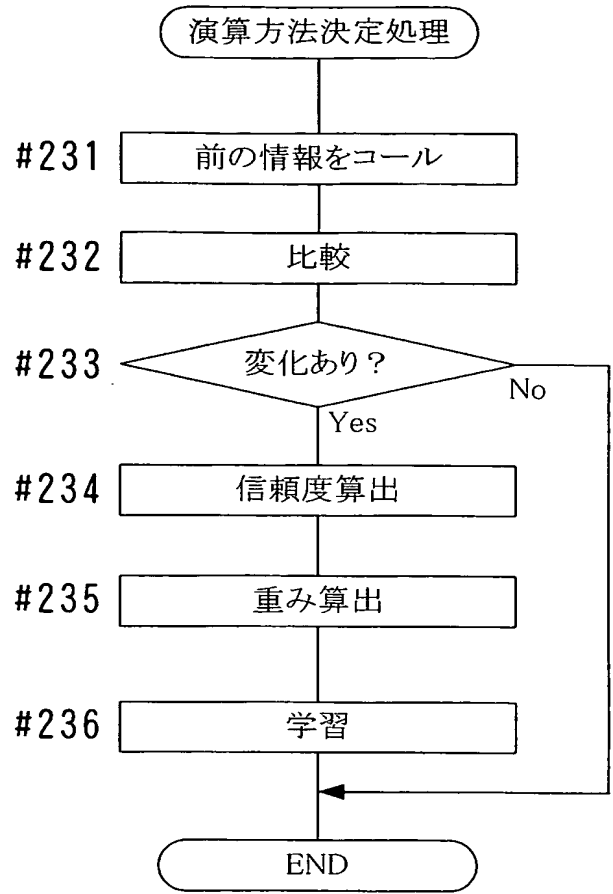 演算方法決定処理
#231 前の情報をコール
#232 比較
#233 変化あり?
No
Yes
#234 信頼度算出
#235 重み算出
#236 学習
END